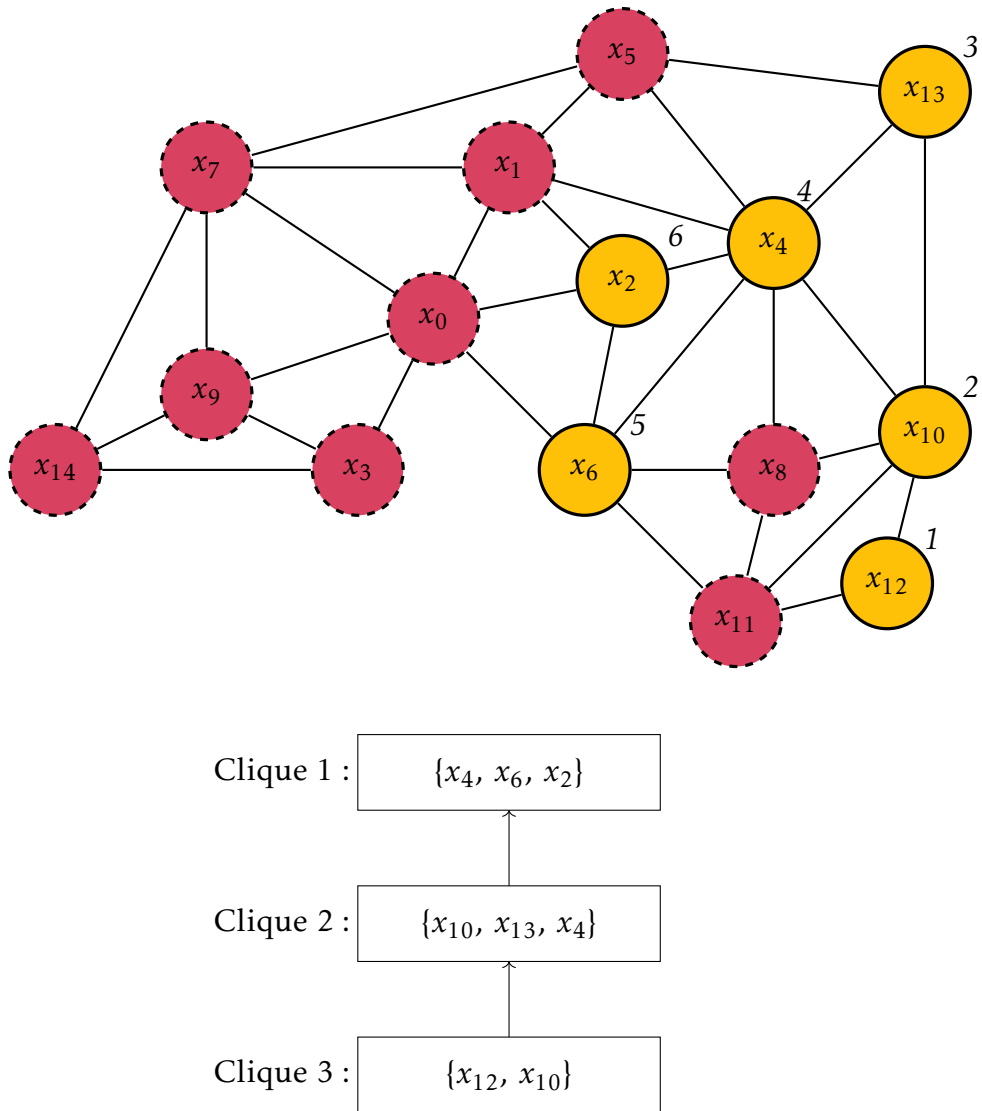 x₅
x₁₃ 3
x₇
x₁
x₄ 4
x₂ 6
x₀
x₉
x₁₀ 2
x₁₄
x₃
x₆ 5
x₈
x₁₂ 1
x₁₁
Clique 1 : {x₄, x₆, x₂}
Clique 2 : {x₁₀, x₁₃, x₄}
Clique 3 : {x₁₂, x₁₀}